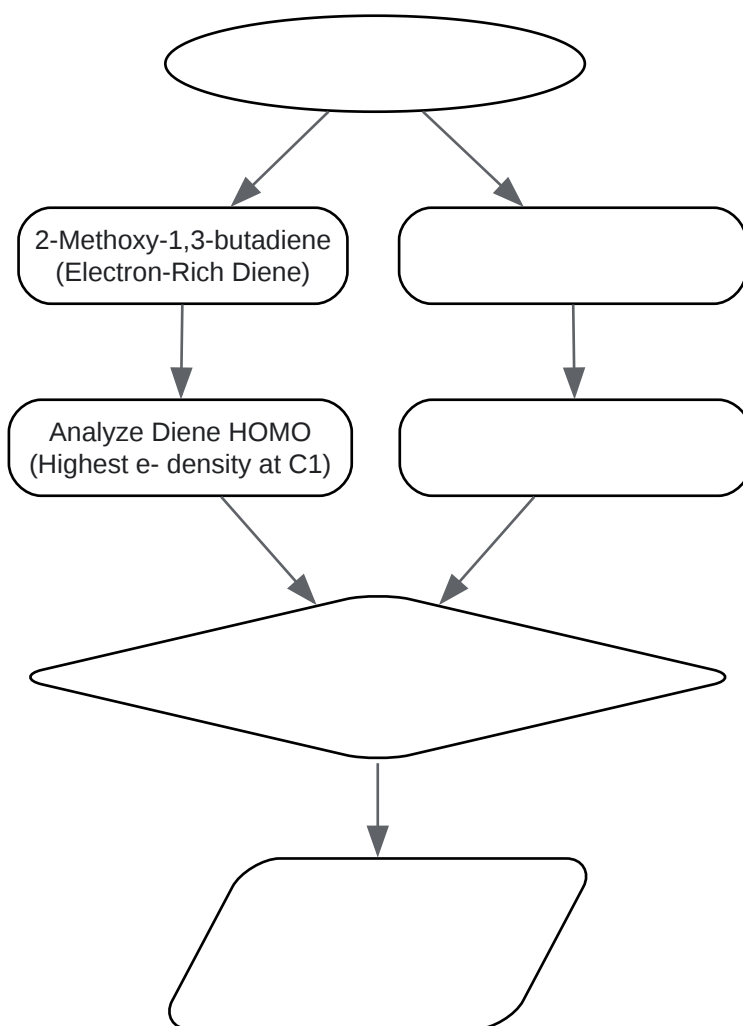 2-Methoxy-1,3-butadiene
(Electron-Rich Diene)
Analyze Diene HOMO
(Highest e- density at C1)